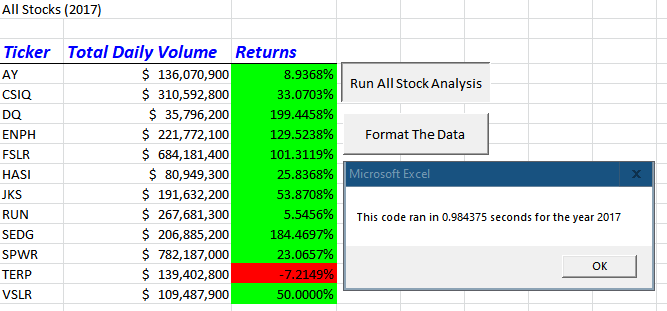 All Stocks (2017)
Ticker Total Daily Volume Returns
AY $ 136,070,900 8.9368%
CSIQ $ 310,592,800 33.0703%
DQ $ 35,796,200 199.4458%
ENPH $ 221,772,100 129.5238%
FSLR $ 684,181,400 101.3119%
HASI $ 80,949,300 25.8368%
JKS $ 191,632,200 53.8708%
RUN $ 267,681,300 5.5456%
SEDG $ 206,885,200 184.4697%
SPWR $ 782,187,000 23.0657%
TERP $ 139,402,800 -7.2149%
VSLR $ 109,487,900 50.0000%
Run All Stock Analysis
Format The Data
Microsoft Excel x
This code ran in 0.984375 seconds for the year 2017
OK